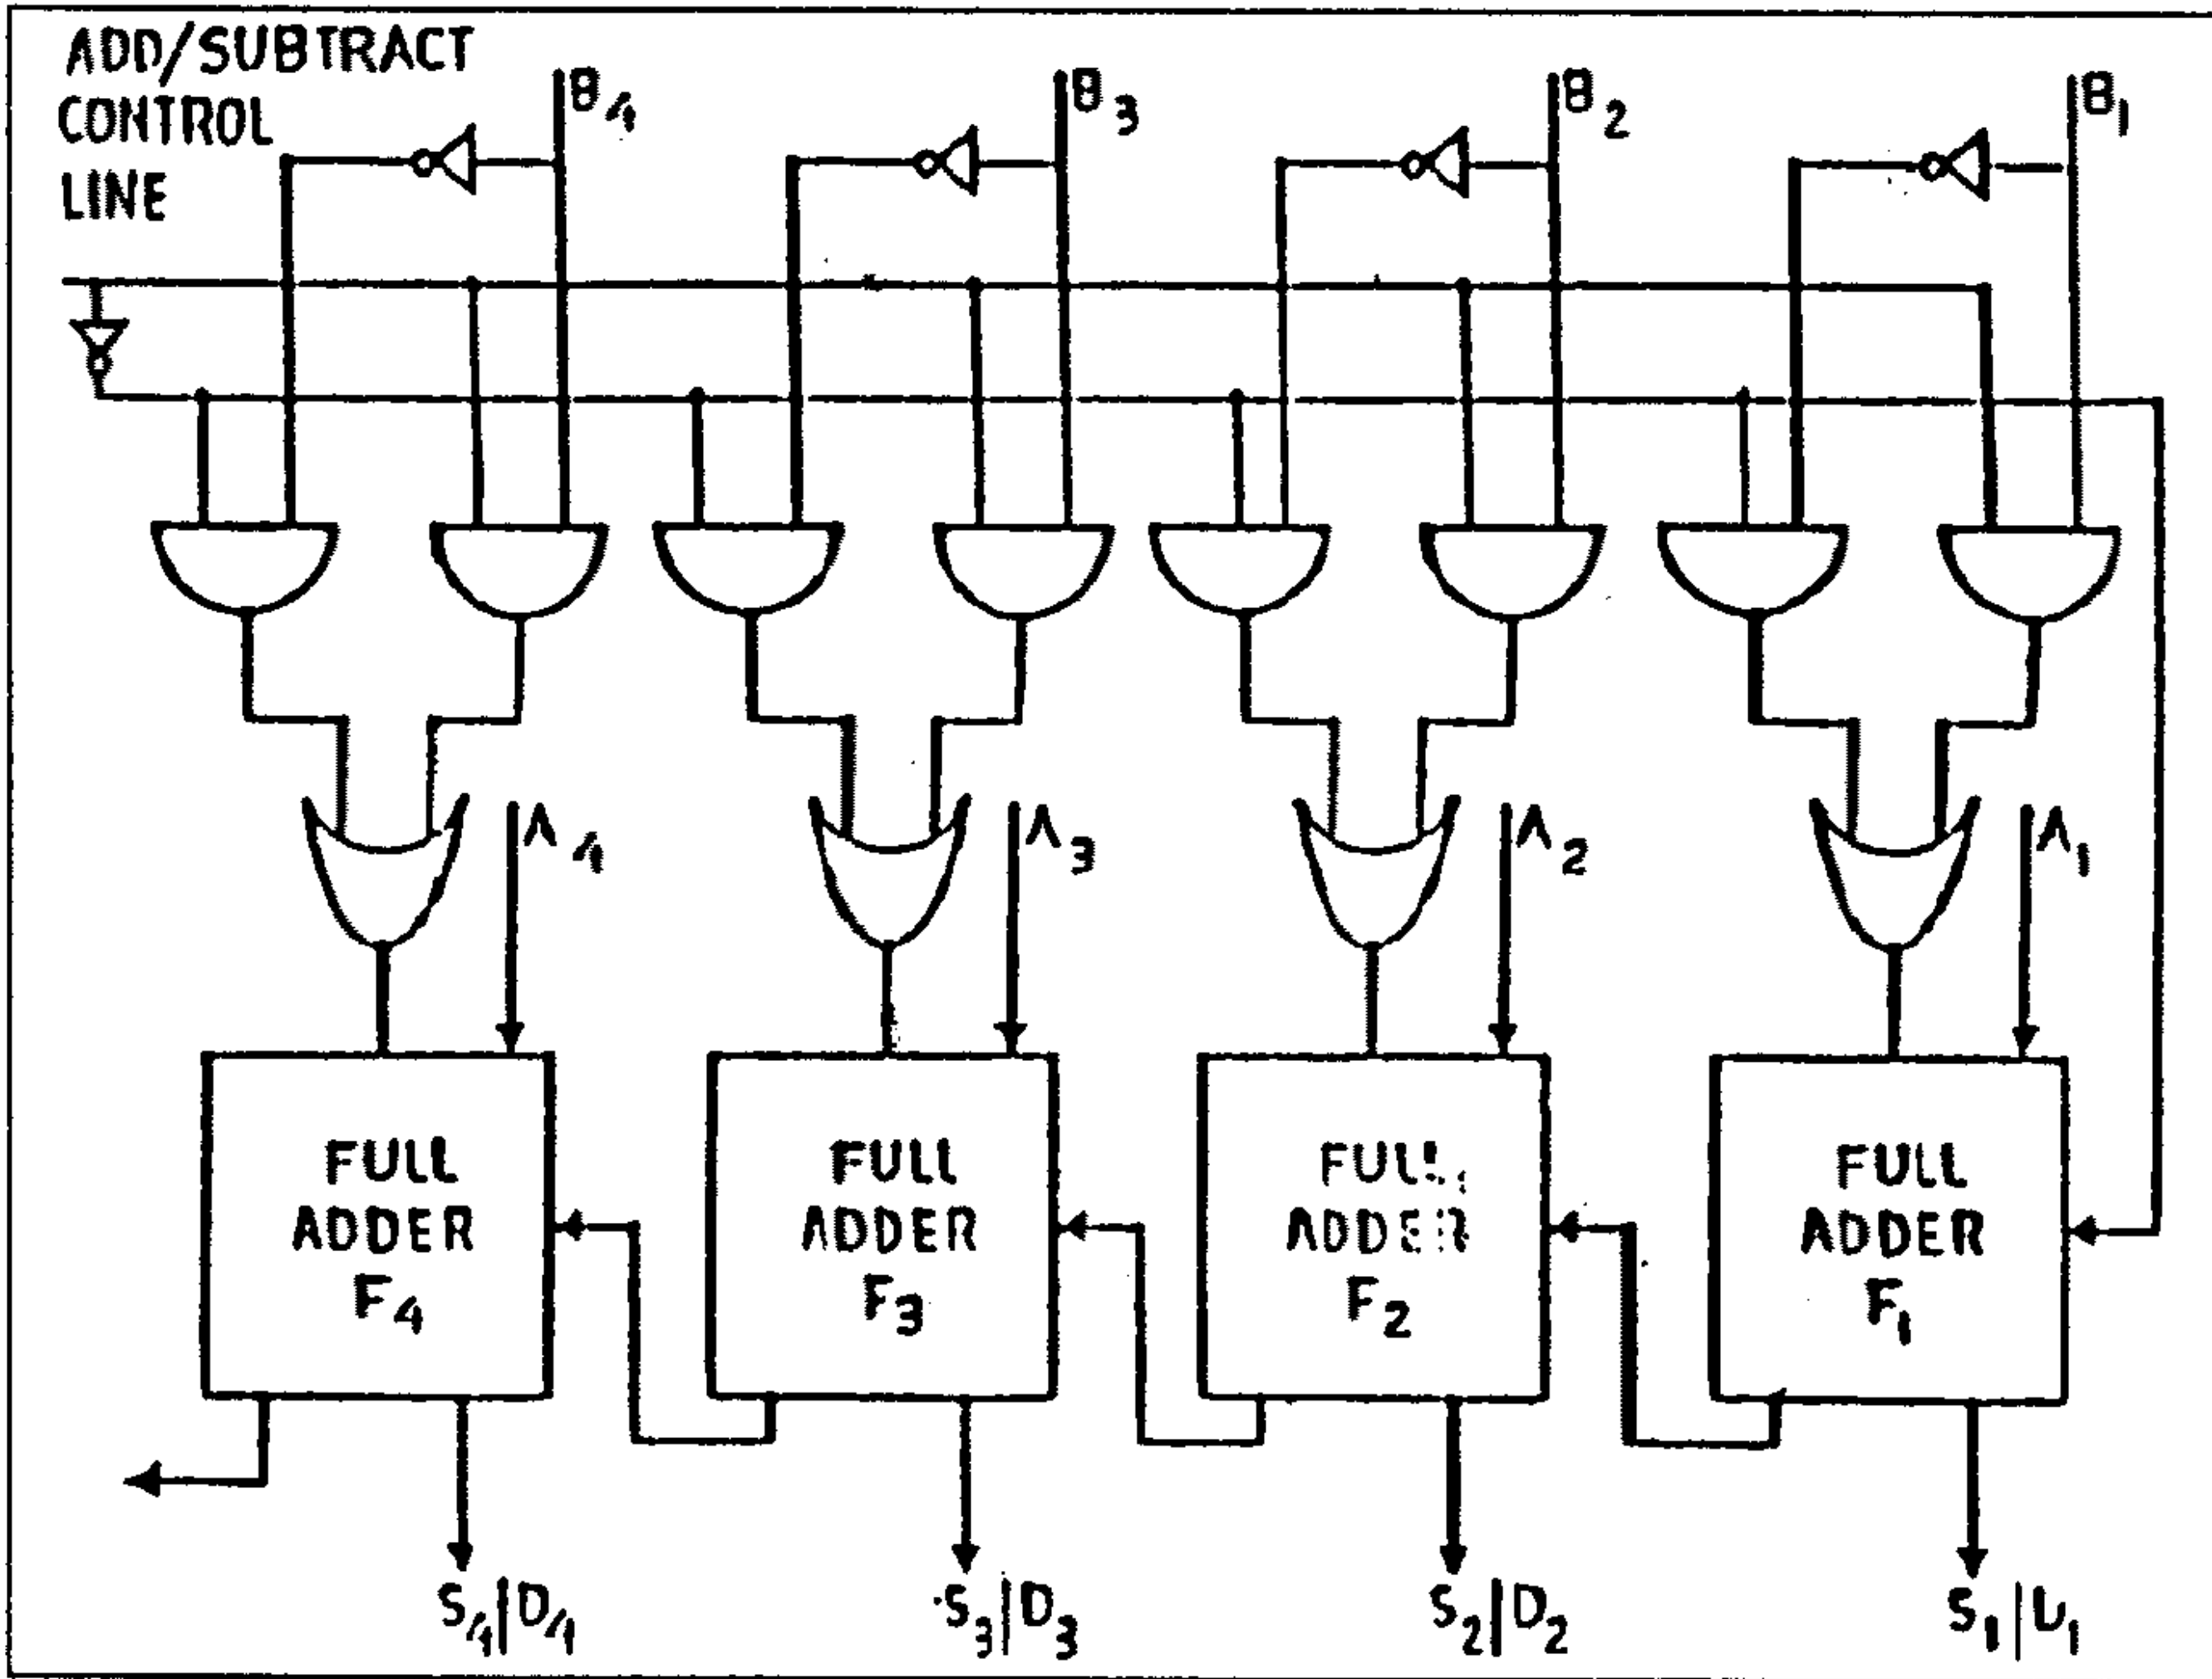 ADD/SUBTRACT
CONTROL
LINE
B4
B3
B2
B1
A4
A3
A2
A1
FULL
ADDER
F4
FULL
ADDER
F3
FULL
ADDER
F2
FULL
ADDER
F1
S4|D4
S3|D3
S2|D2
S1|D1